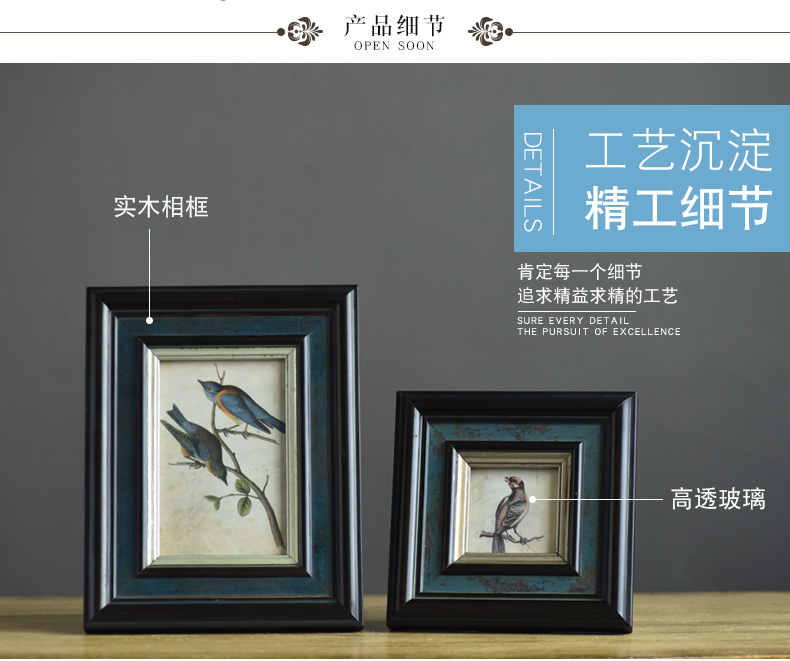 产品细节
OPEN SOON
DETAILS
工艺沉淀
精工细节
肯定每一个细节
追求精益求精的工艺
SURE EVERY DETAIL
THE PURSUIT OF EXCELLENCE
实木相框
高透玻璃